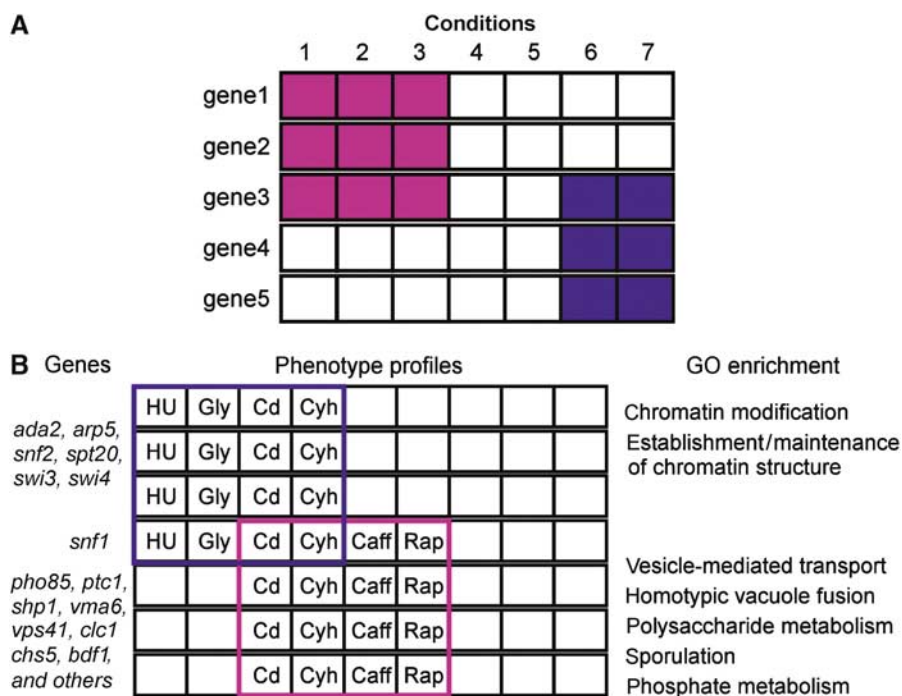 A
Conditions
1 2 3 4 5 6 7
gene1
gene2
gene3
gene4
gene5
B Genes Phenotype profiles GO enrichment
HU Gly Cd Cyh
HU Gly Cd Cyh
HU Gly Cd Cyh
ada2, arp5,
snf2, spt20,
swi3, swi4
Chromatin modification
Establishment/maintenance
of chromatin structure
snf1 HU Gly Cd Cyh Caff Rap
Cd Cyh Caff Rap
Cd Cyh Caff Rap
Cd Cyh Caff Rap
pho85, ptc1,
shp1, vma6,
vps41, clc1
chs5, bdf1,
and others
Vesicle-mediated transport
Homotypic vacuole fusion
Polysaccharide metabolism
Sporulation
Phosphate metabolism